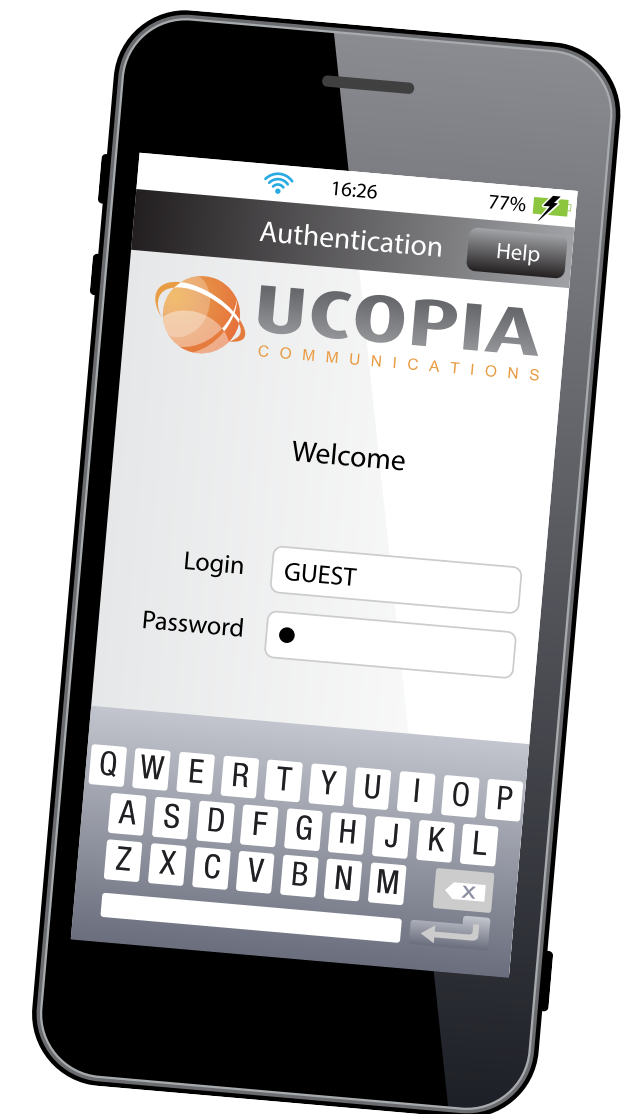 16:26 77%
Authentication Help
UCOPIA
COMMUNICATIONS
Welcome
Login GUEST
Password ●
Q W E R T Y U I O P
A S D F G H J K L
Z X C V B N M